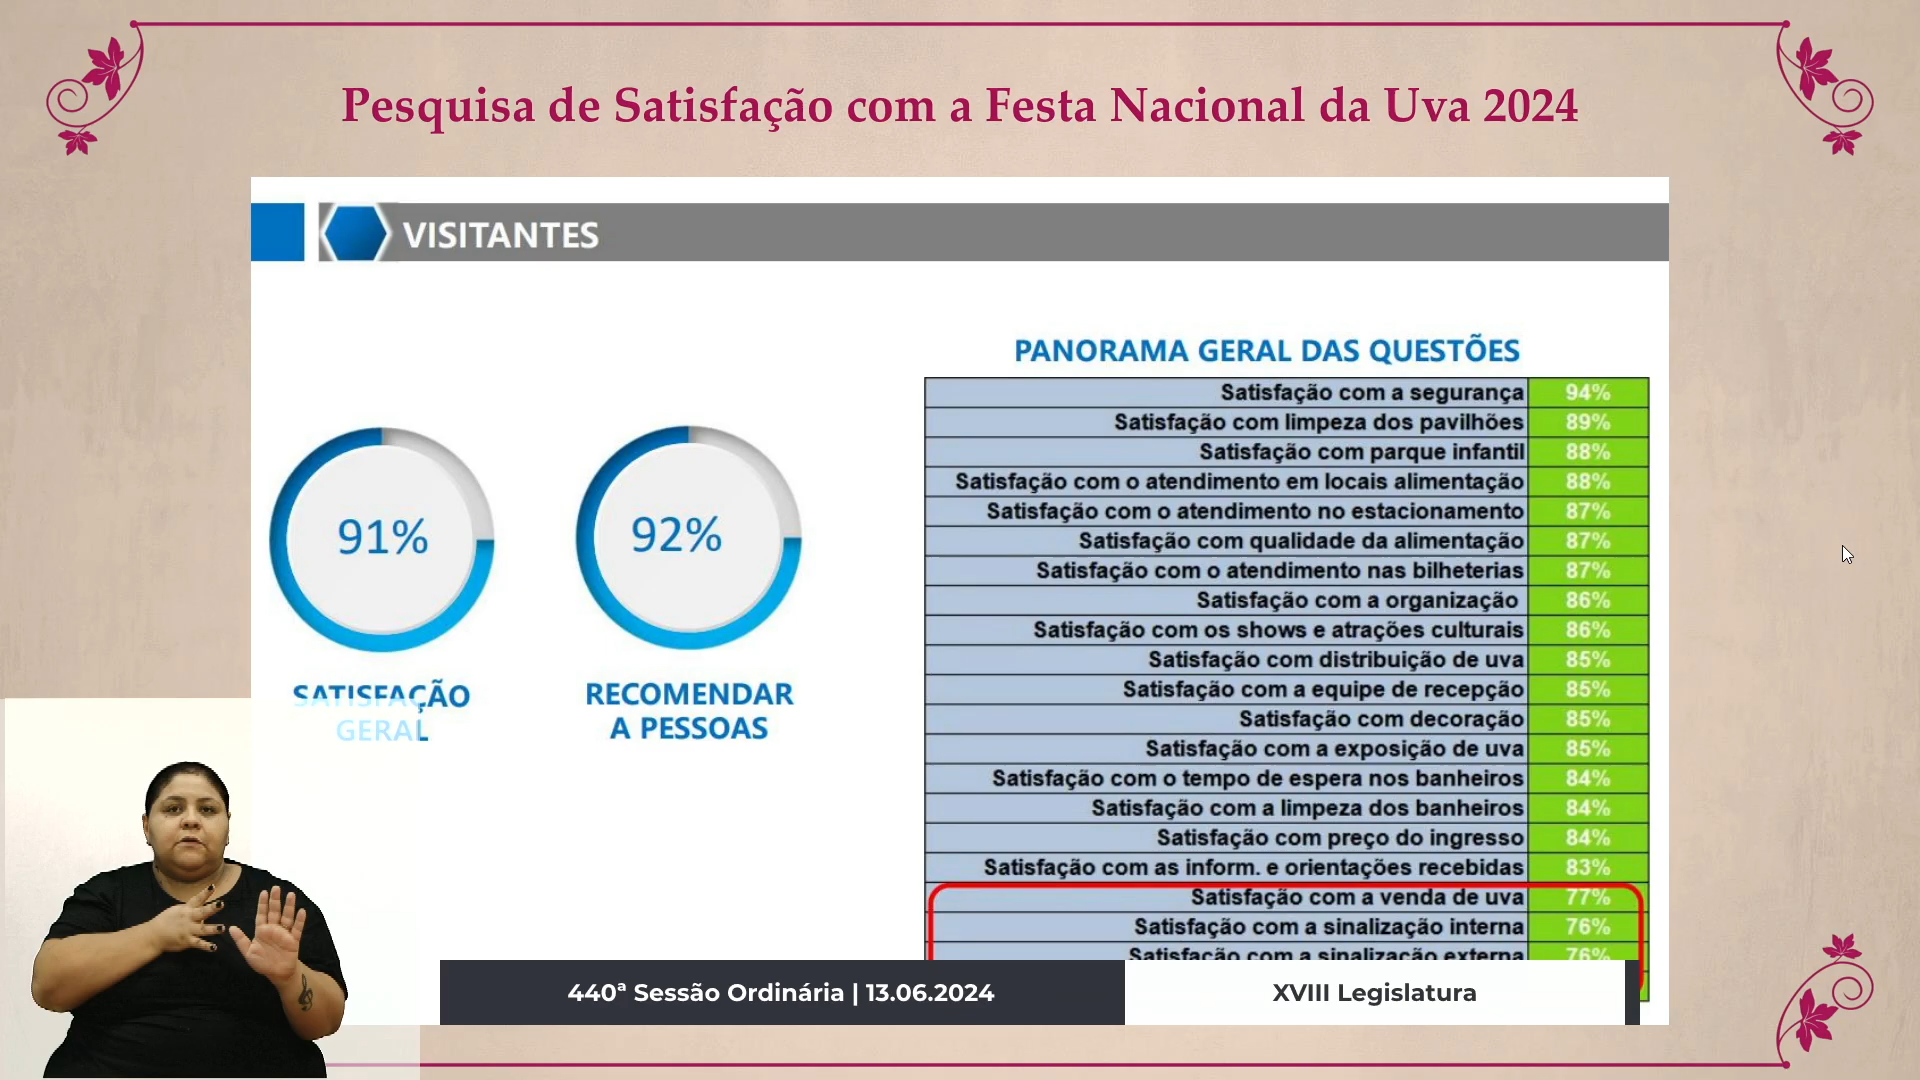 Pesquisa de Satisfação com a Festa Nacional da Uva 2024
VISITANTES
91%
SATISFAÇÃO
GERAL
92%
RECOMENDAR
A PESSOAS
PANORAMA GERAL DAS QUESTÕES
Satisfação com a segurança 94%
Satisfação com limpeza dos pavilhões 89%
Satisfação com parque infantil 88%
Satisfação com o atendimento em locais alimentação 88%
Satisfação com o atendimento no estacionamento 87%
Satisfação com qualidade da alimentação 87%
Satisfação com o atendimento nas bilheterias 87%
Satisfação com a organização 86%
Satisfação com os shows e atrações culturais 86%
Satisfação com distribuição de uva 85%
Satisfação com a equipe de recepção 85%
Satisfação com decoração 85%
Satisfação com a exposição de uva 85%
Satisfação com o tempo de espera nos banheiros 84%
Satisfação com a limpeza dos banheiros 84%
Satisfação com preço do ingresso 84%
Satisfação com as inform. e orientações recebidas 83%
Satisfação com a venda de uva 77%
Satisfação com a sinalização interna 76%
Satisfação com a sinalização externa 76%
440ª Sessão Ordinária | 13.06.2024
XVIII Legislatura